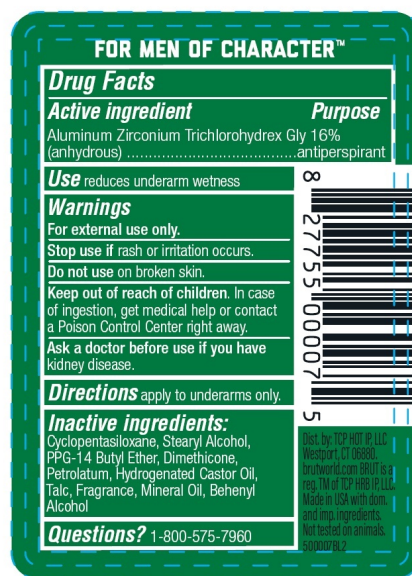 FOR MEN OF CHARACTER™
Drug Facts
Active ingredient Purpose
Aluminum Zirconium Trichlorohydrex Gly 16%
(anhydrous) ..........................................antiperspirant
Use reduces underarm wetness
Warnings
For external use only.
Stop use if rash or irritation occurs.
Do not use on broken skin.
Keep out of reach of children. In case
of ingestion, get medical help or contact
a Poison Control Center right away.
Ask a doctor before use if you have
kidney disease.
Directions apply to underarms only.
Inactive ingredients:
Cyclopentasiloxane, Stearyl Alcohol,
PPG-14 Butyl Ether, Dimethicone,
Petrolatum, Hydrogenated Castor Oil,
Talc, Fragrance, Mineral Oil, Behenyl
Alcohol
Questions? 1-800-575-7960
8 27755 00007 5
Dist. by: TCP HOT IP, LLC
Westport, CT 06880.
brutworld.com BRUT is a
reg. TM of TCP HRB IP, LLC.
Made in USA with dom.
and imp. ingredients.
Not tested on animals.
500007BL2